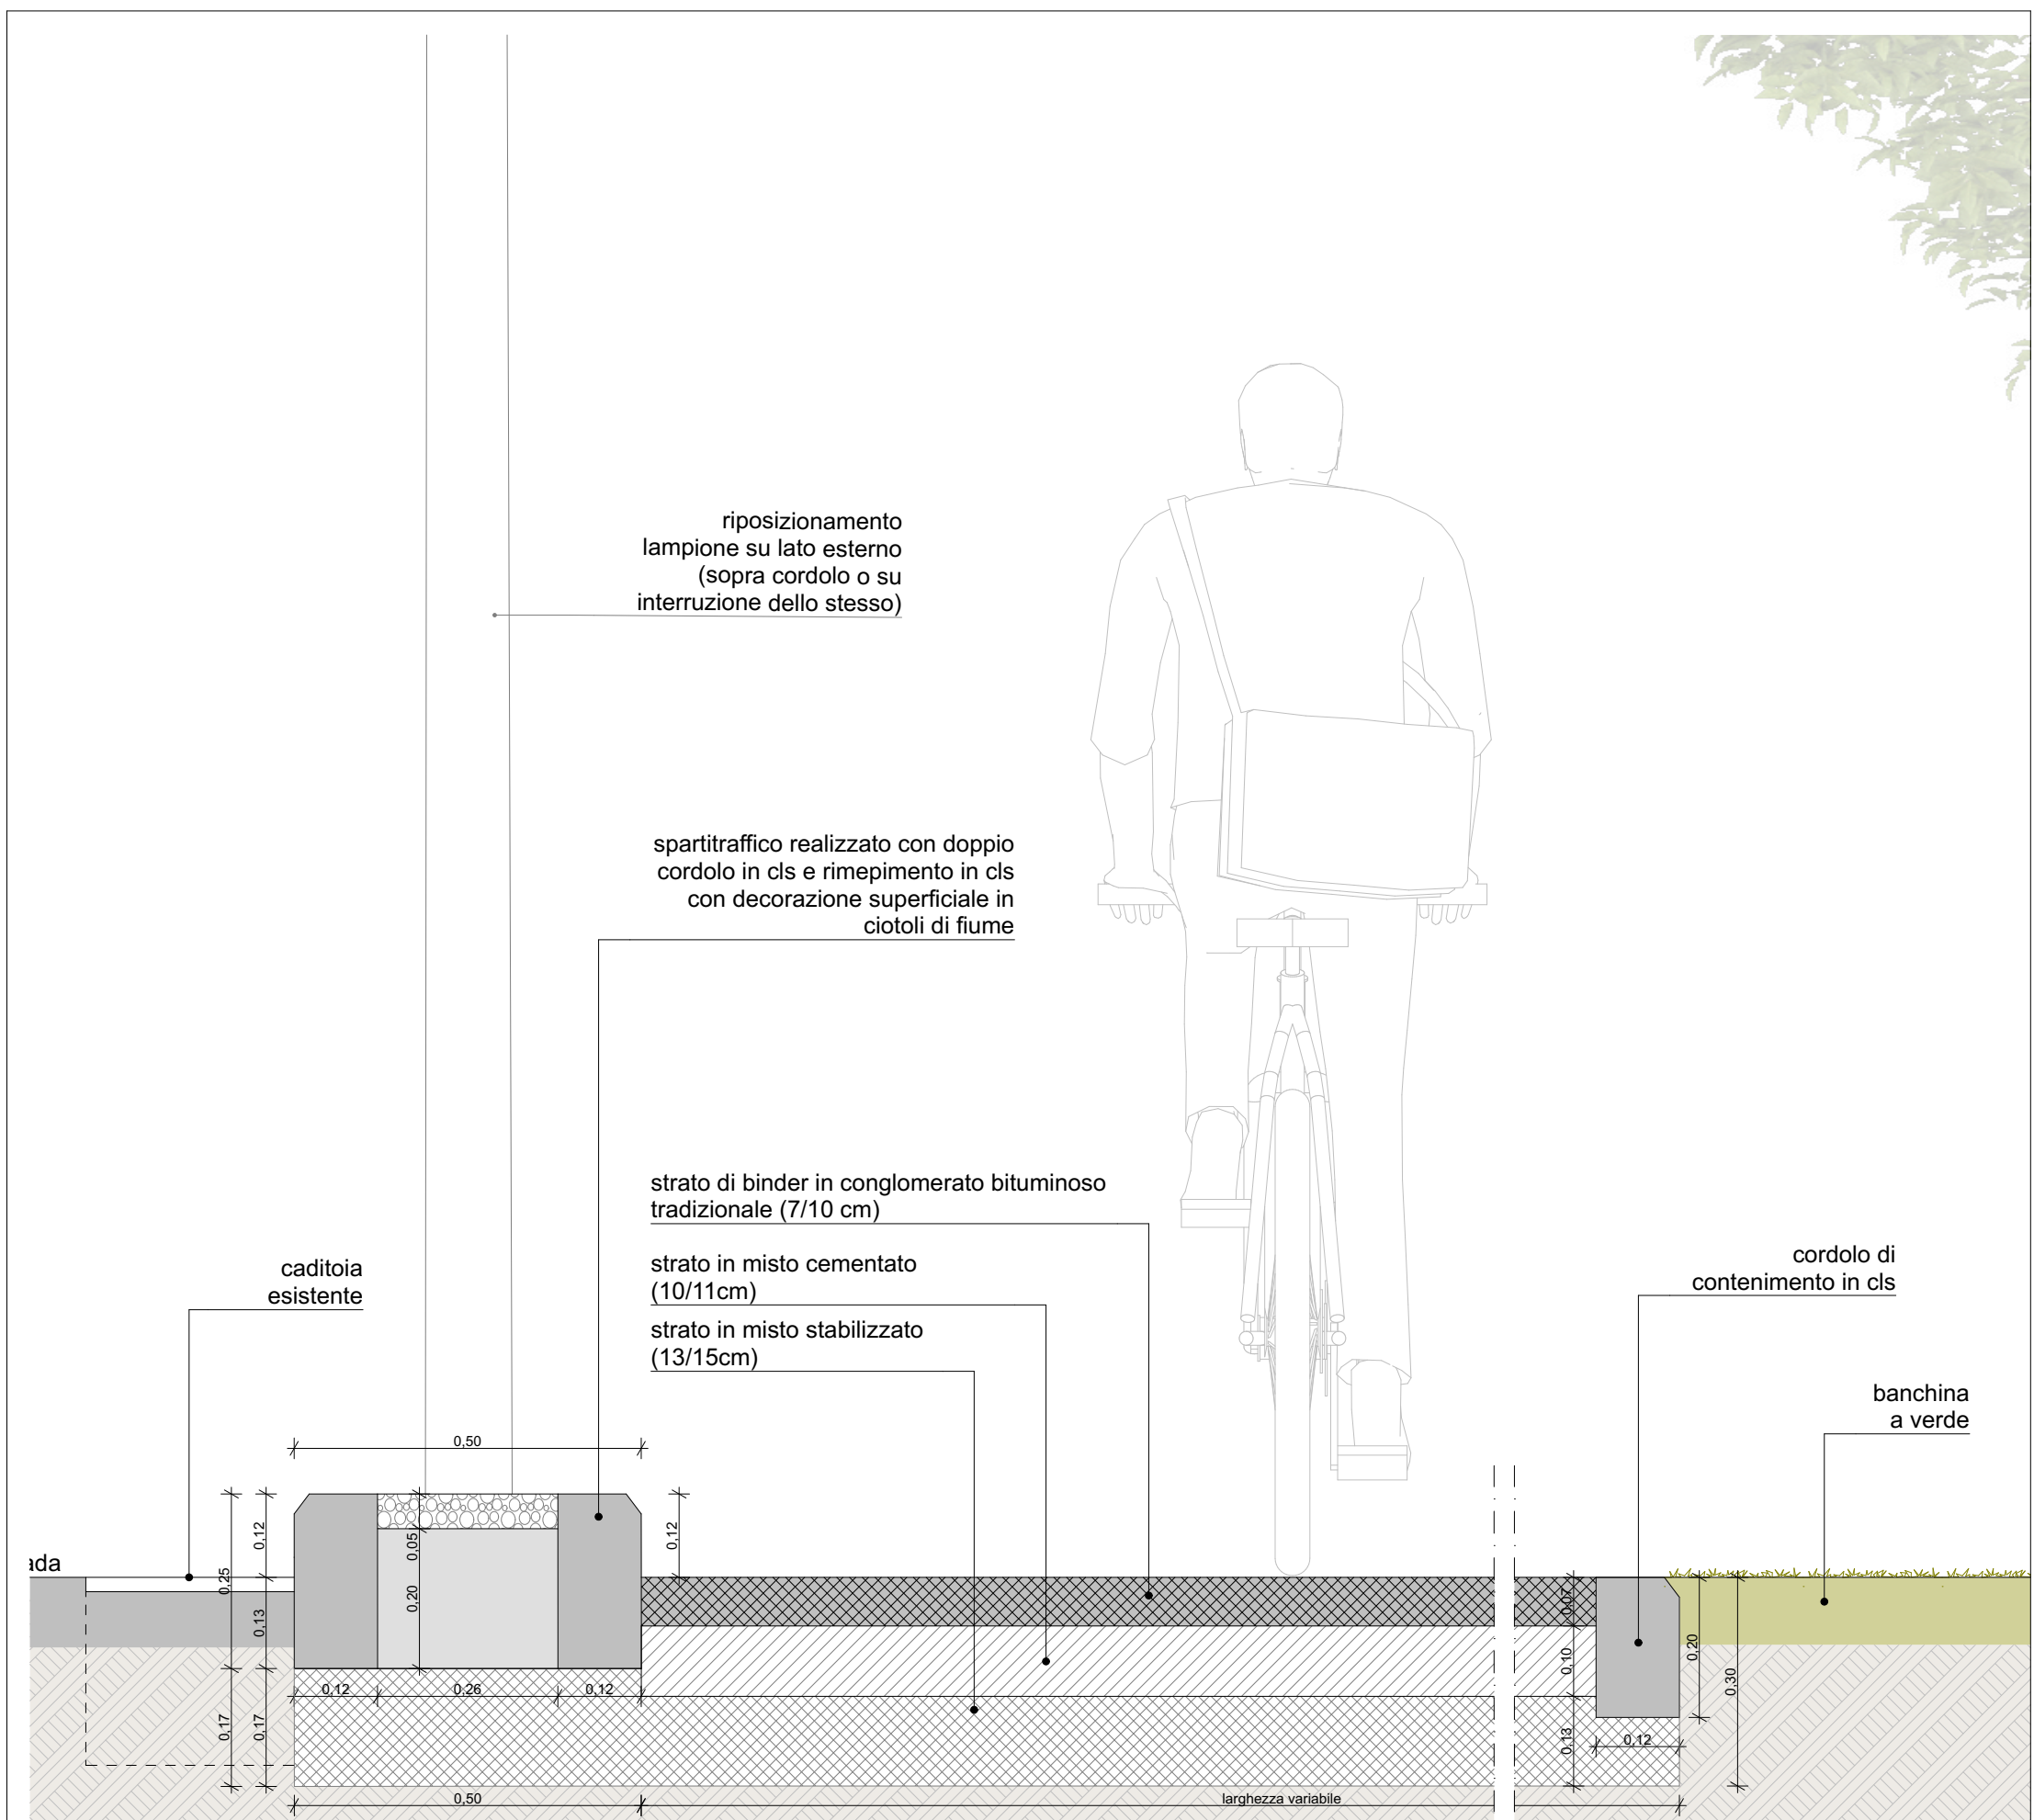 riposizionamento
lampione su lato esterno
(sopra cordolo o su
interruzione dello stesso)
spartitraffico realizzato con doppio
cordolo in cls e rimepimento in cls
con decorazione superficiale in
ciotoli di fiume
strato di binder in conglomerato bituminoso
tradizionale (7/10 cm)
strato in misto cementato
(10/11cm)
strato in misto stabilizzato
(13/15cm)
caditoia
esistente
cordolo di
contenimento in cls
banchina
a verde
0,50
0,12
0,25
0,13
0,17
0,17
0,05
0,20
0,12
0,12
0,26
0,12
0,07
0,10
0,13
0,20
0,30
0,12
0,50
larghezza variabile